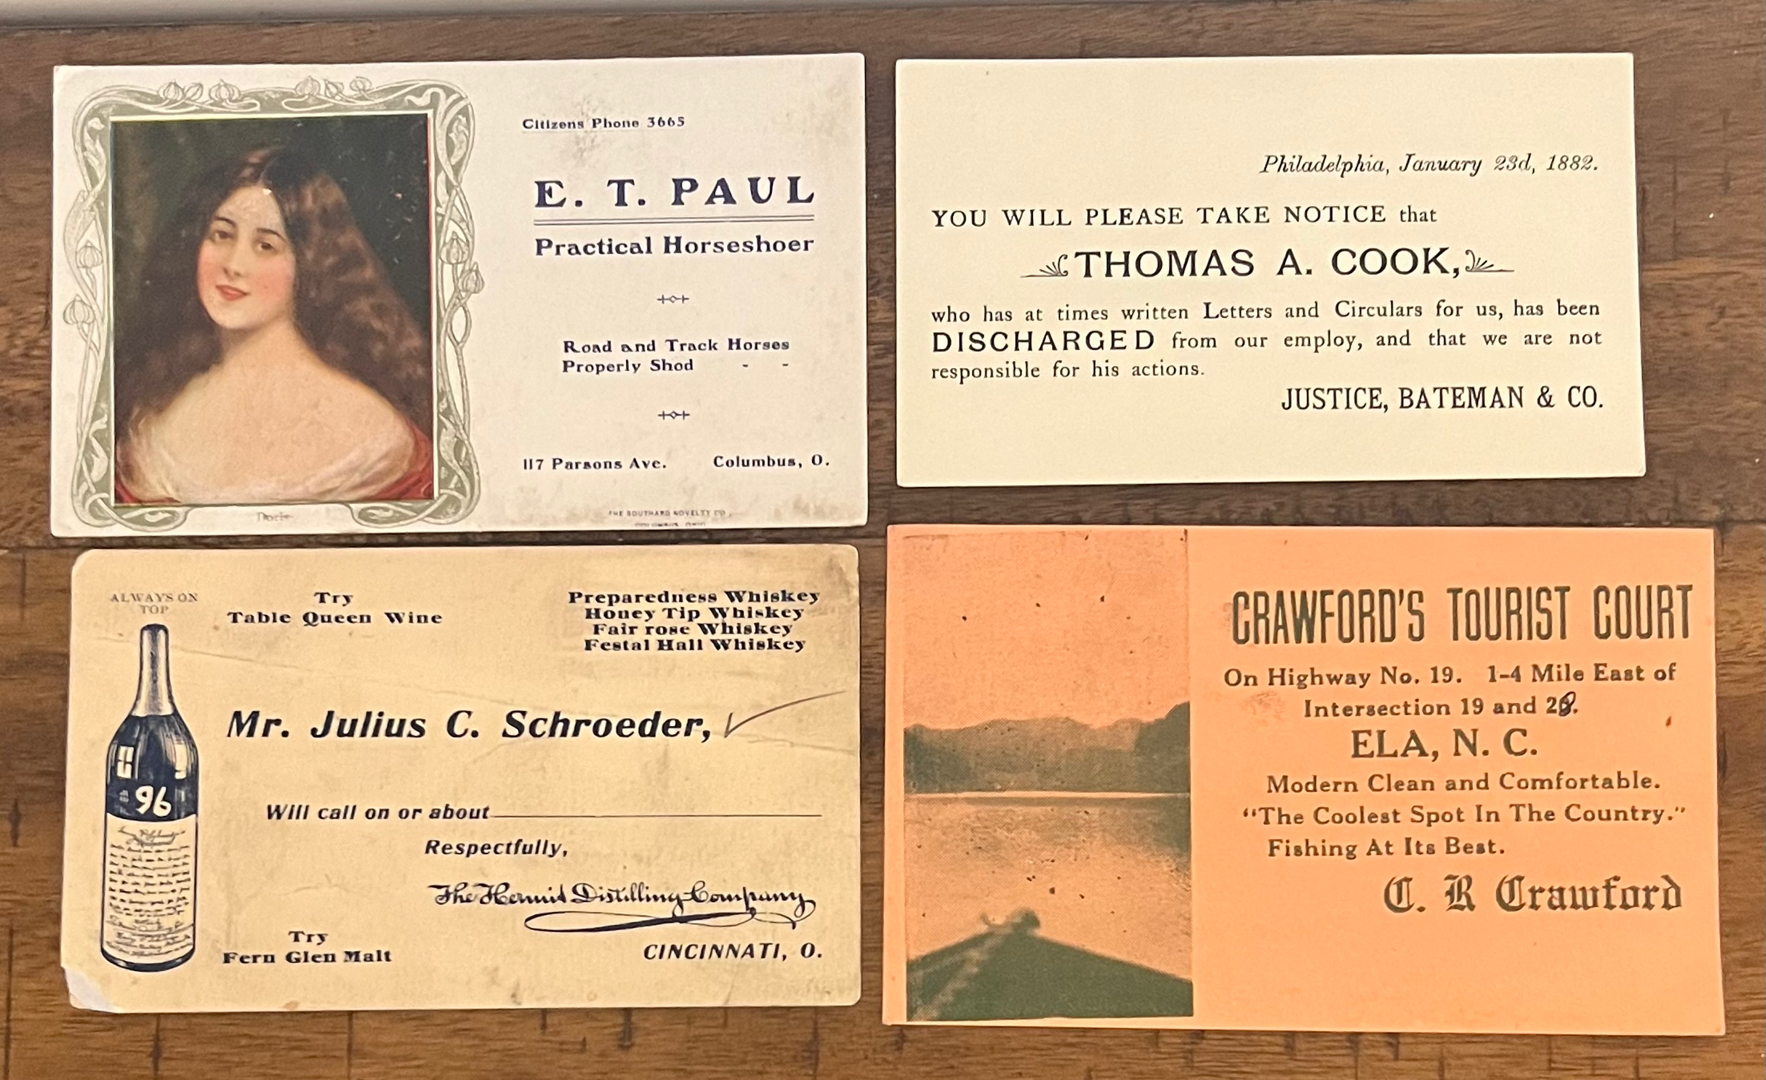 Citizens Phone 3665
E. T. PAUL
Practical Horseshoer
Road and Track Horses
Properly Shod - -
117 Parsons Ave. Columbus, O.
Doris
THE SOUTHARD NOVELTY CO.
Philadelphia, January 23d, 1882.
YOU WILL PLEASE TAKE NOTICE that
THOMAS A. COOK,
who has at times written Letters and Circulars for us, has been
DISCHARGED from our employ, and that we are not
responsible for his actions.
JUSTICE, BATEMAN & CO.
ALWAYS ON
TOP
96
Try
Table Queen Wine
Preparedness Whiskey
Honey Tip Whiskey
Fair rose Whiskey
Festal Hall Whiskey
Mr. Julius C. Schroeder,
Will call on or about
Respectfully,
The Hermit Distilling Company
CINCINNATI, O.
Try
Fern Glen Malt
CRAWFORD'S TOURIST COURT
On Highway No. 19. 1-4 Mile East of
Intersection 19 and 28.
ELA, N. C.
Modern Clean and Comfortable.
"The Coolest Spot In The Country."
Fishing At Its Best.
C. R Crawford